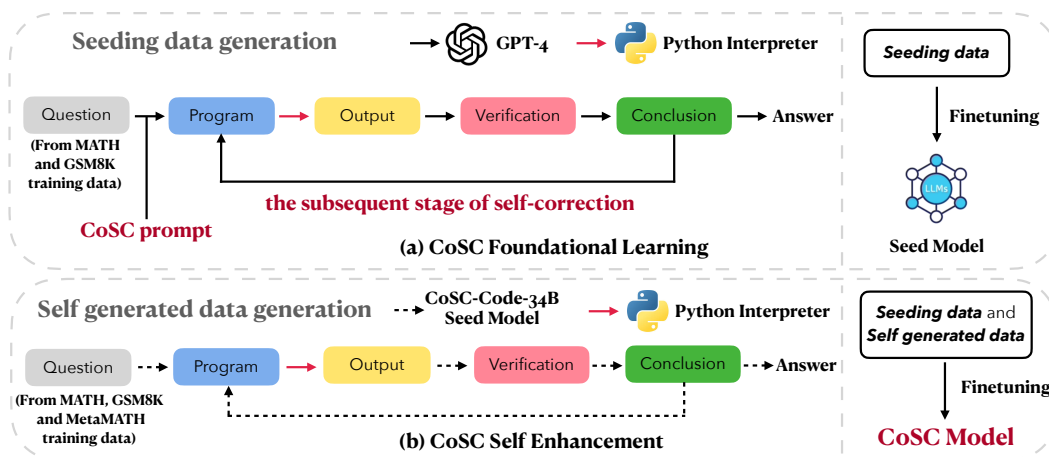 Seeding data generation
GPT-4
Python Interpreter
Question
Program
Output
Verification
Conclusion
Answer
(From MATH
and GSM8K
training data)
the subsequent stage of self-correction
CoSC prompt
(a) CoSC Foundational Learning
Seeding data
Finetuning
LLMs
Seed Model
Self generated data generation
CoSC-Code-34B
Seed Model
Python Interpreter
Question
Program
Output
Verification
Conclusion
Answer
(From MATH, GSM8K
and MetaMATH
training data)
(b) CoSC Self Enhancement
Seeding data and
Self generated data
Finetuning
CoSC Model